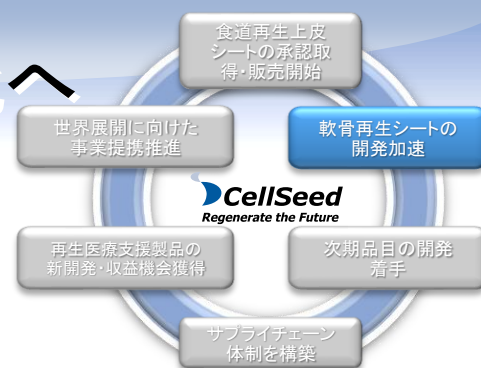 へ
食道再生上皮
シートの承認取
得・販売開始
世界展開に向けた
事業提携推進
軟骨再生シートの
開発加速
CellSeed
Regenerate the Future
再生医療支援製品の
新開発・収益機会獲得
次期品目の開発
着手
サプライチェーン
体制を構築